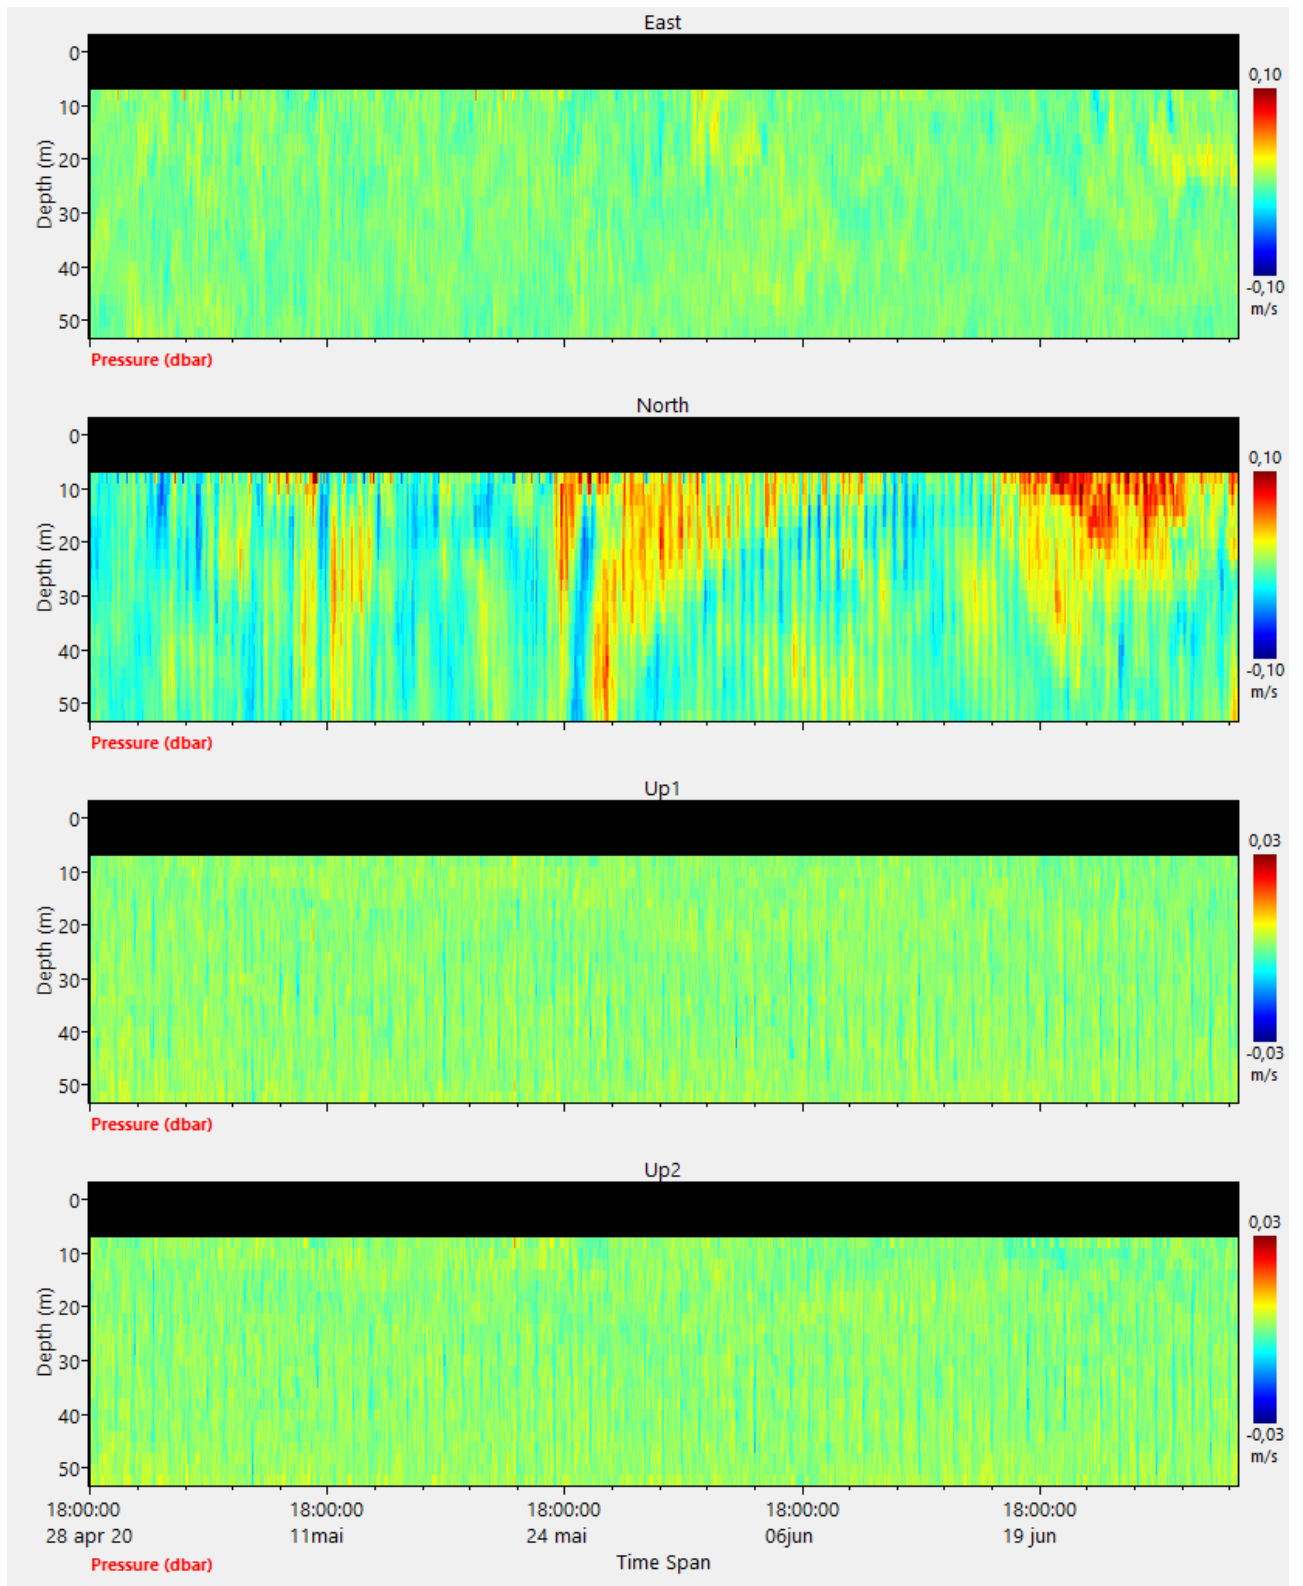 East
0
10
20
30
40
50
Depth (m)
0,10
-0,10
m/s
Pressure (dbar)
North
0
10
20
30
40
50
Depth (m)
0,10
-0,10
m/s
Pressure (dbar)
Up1
0
10
20
30
40
50
Depth (m)
0,03
-0,03
m/s
Pressure (dbar)
Up2
0
10
20
30
40
50
Depth (m)
0,03
-0,03
m/s
18:00:00 18:00:00 18:00:00 18:00:00 18:00:00
28 apr 20 11mai 24 mai 06jun 19 jun
Time Span
Pressure (dbar)